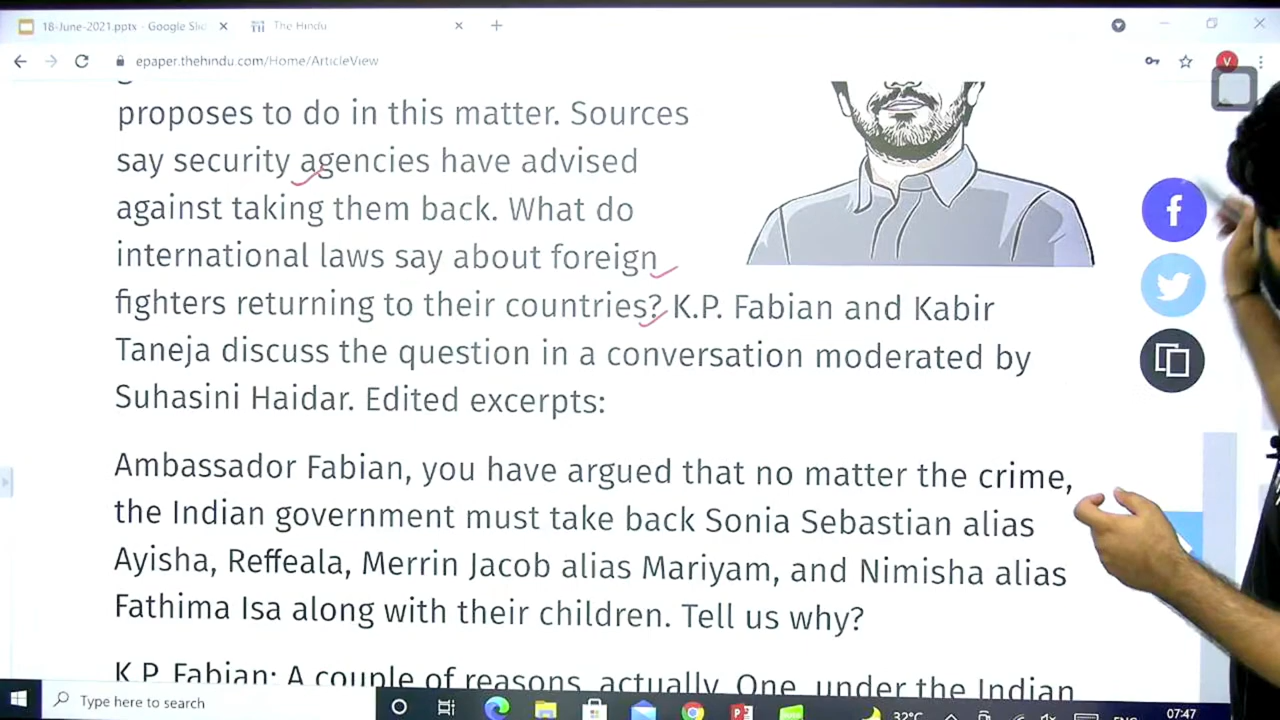 18-June-2021.pptx - Google Slid
The Hindu
epaper.thehindu.com/Home/ArticleView
V
proposes to do in this matter. Sources
say security agencies have advised
against taking them back. What do
international laws say about foreign
fighters returning to their countries? K.P. Fabian and Kabir
Taneja discuss the question in a conversation moderated by
Suhasini Haidar. Edited excerpts:
Ambassador Fabian, you have argued that no matter the crime,
the Indian government must take back Sonia Sebastian alias
Ayisha, Reffeala, Merrin Jacob alias Mariyam, and Nimisha alias
Fathima Isa along with their children. Tell us why?
K.P. Fabian: A couple of reasons, actually. One, under the Indian
Type here to search
32°C
ENG
07:47